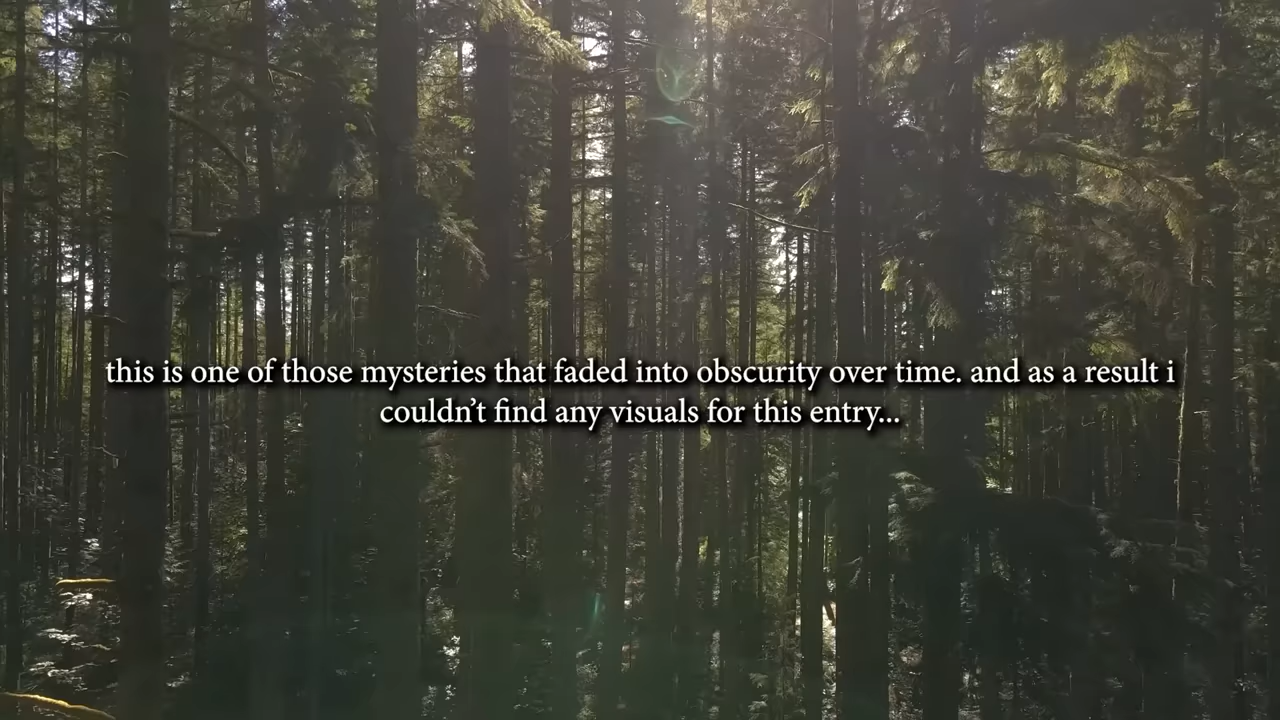 this is one of those mysteries that faded into obscurity over time. and as a result i
couldn't find any visuals for this entry...